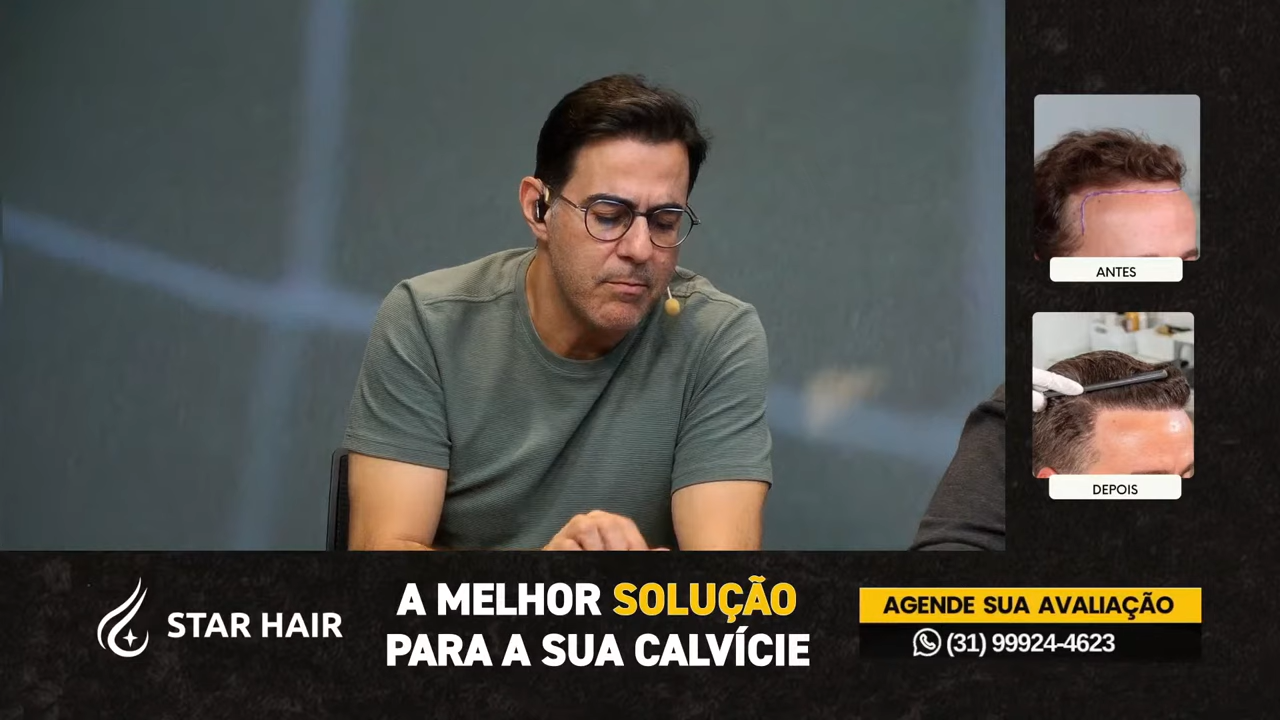 ANTES
DEPOIS
STAR HAIR
A MELHOR SOLUÇÃO
PARA A SUA CALVÍCIE
AGENDE SUA AVALIAÇÃO
(31) 99924-4623